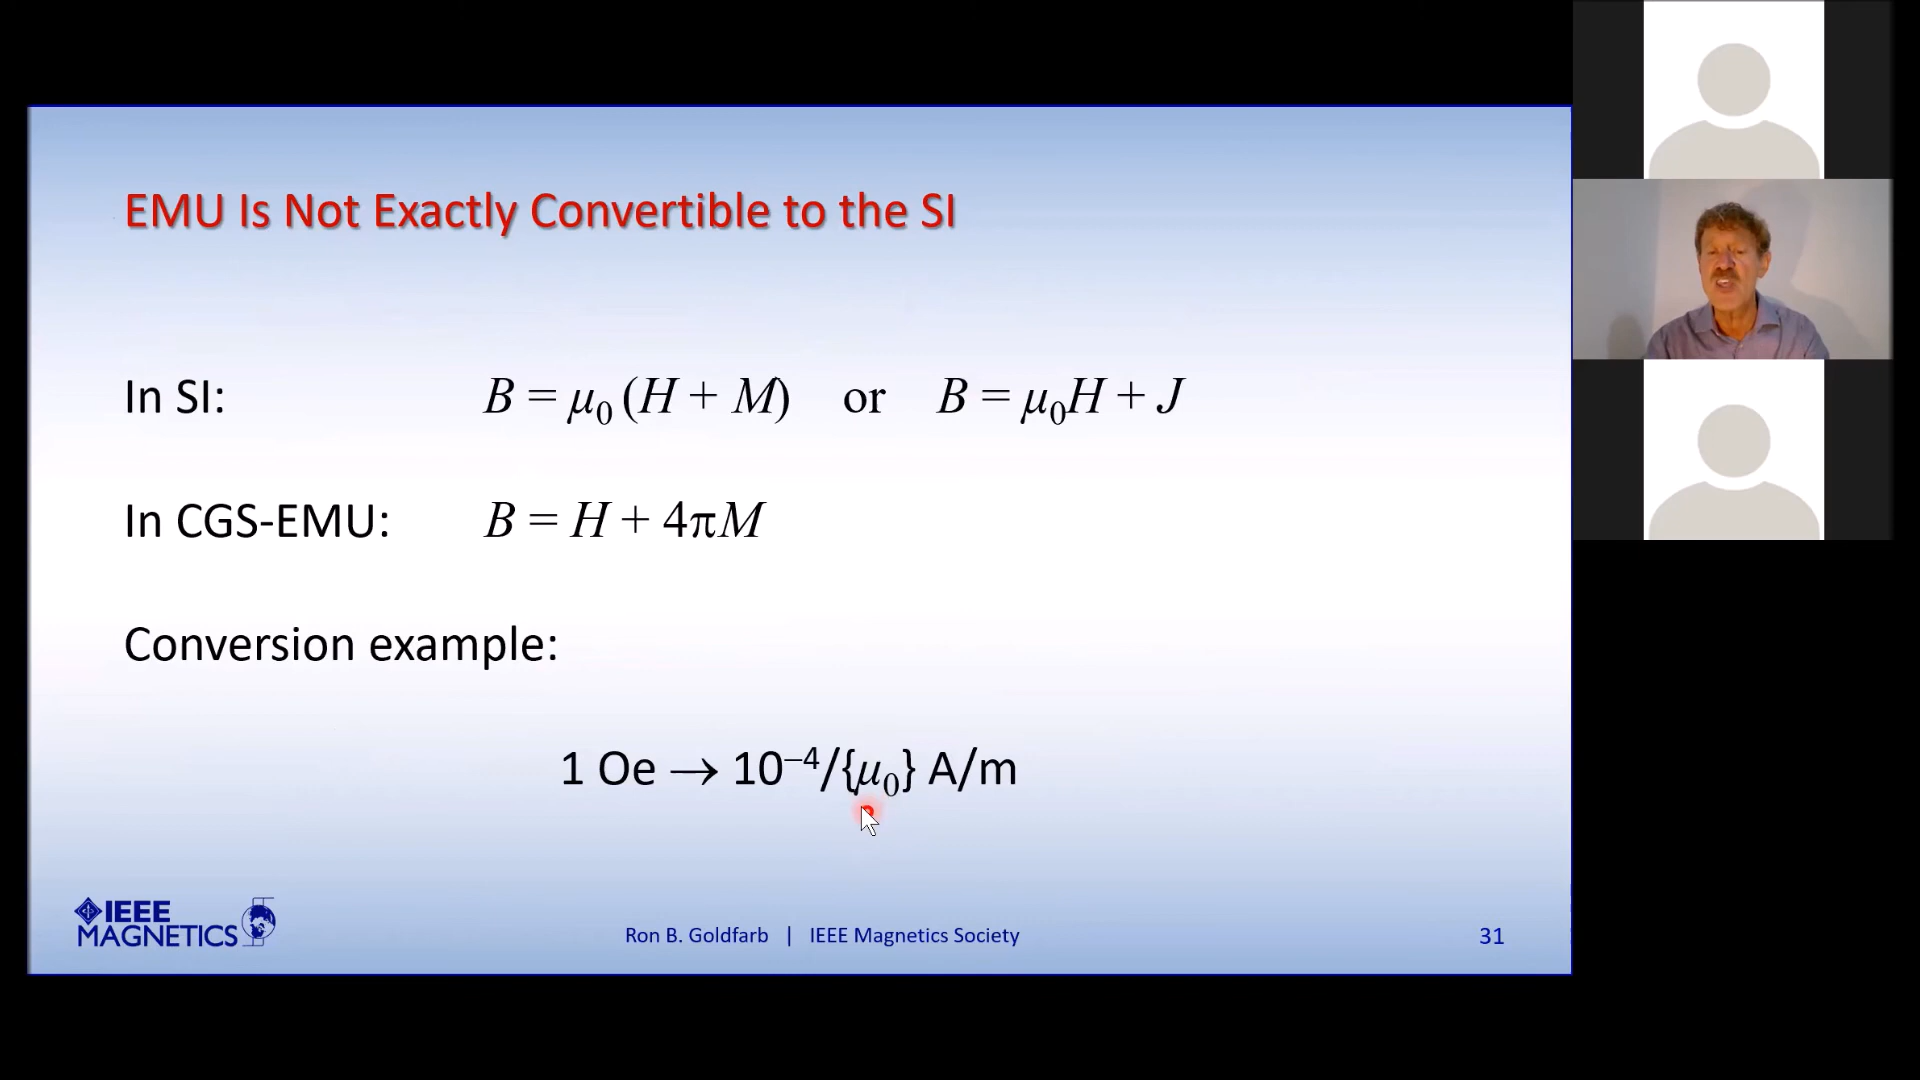 EMU Is Not Exactly Convertible to the SI
In SI: B = μ₀ (H + M) or B = μ₀H + J
In CGS-EMU: B = H + 4πM
Conversion example:
1 Oe → 10⁻⁴/{μ₀} A/m
IEEE
MAGNETICS
Ron B. Goldfarb | IEEE Magnetics Society
31